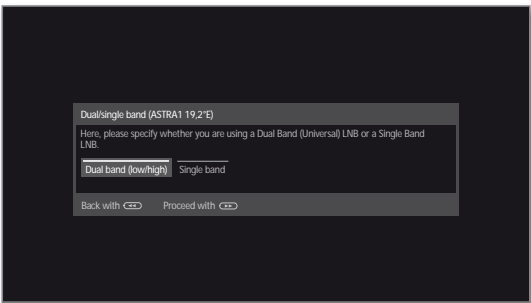 Dual/single band (ASTRA1 19,2°E)
Here, please specify whether you are using a Dual Band (Universal) LNB or a Single Band
LNB.
Dual band (low/high) Single band
Back with Proceed with